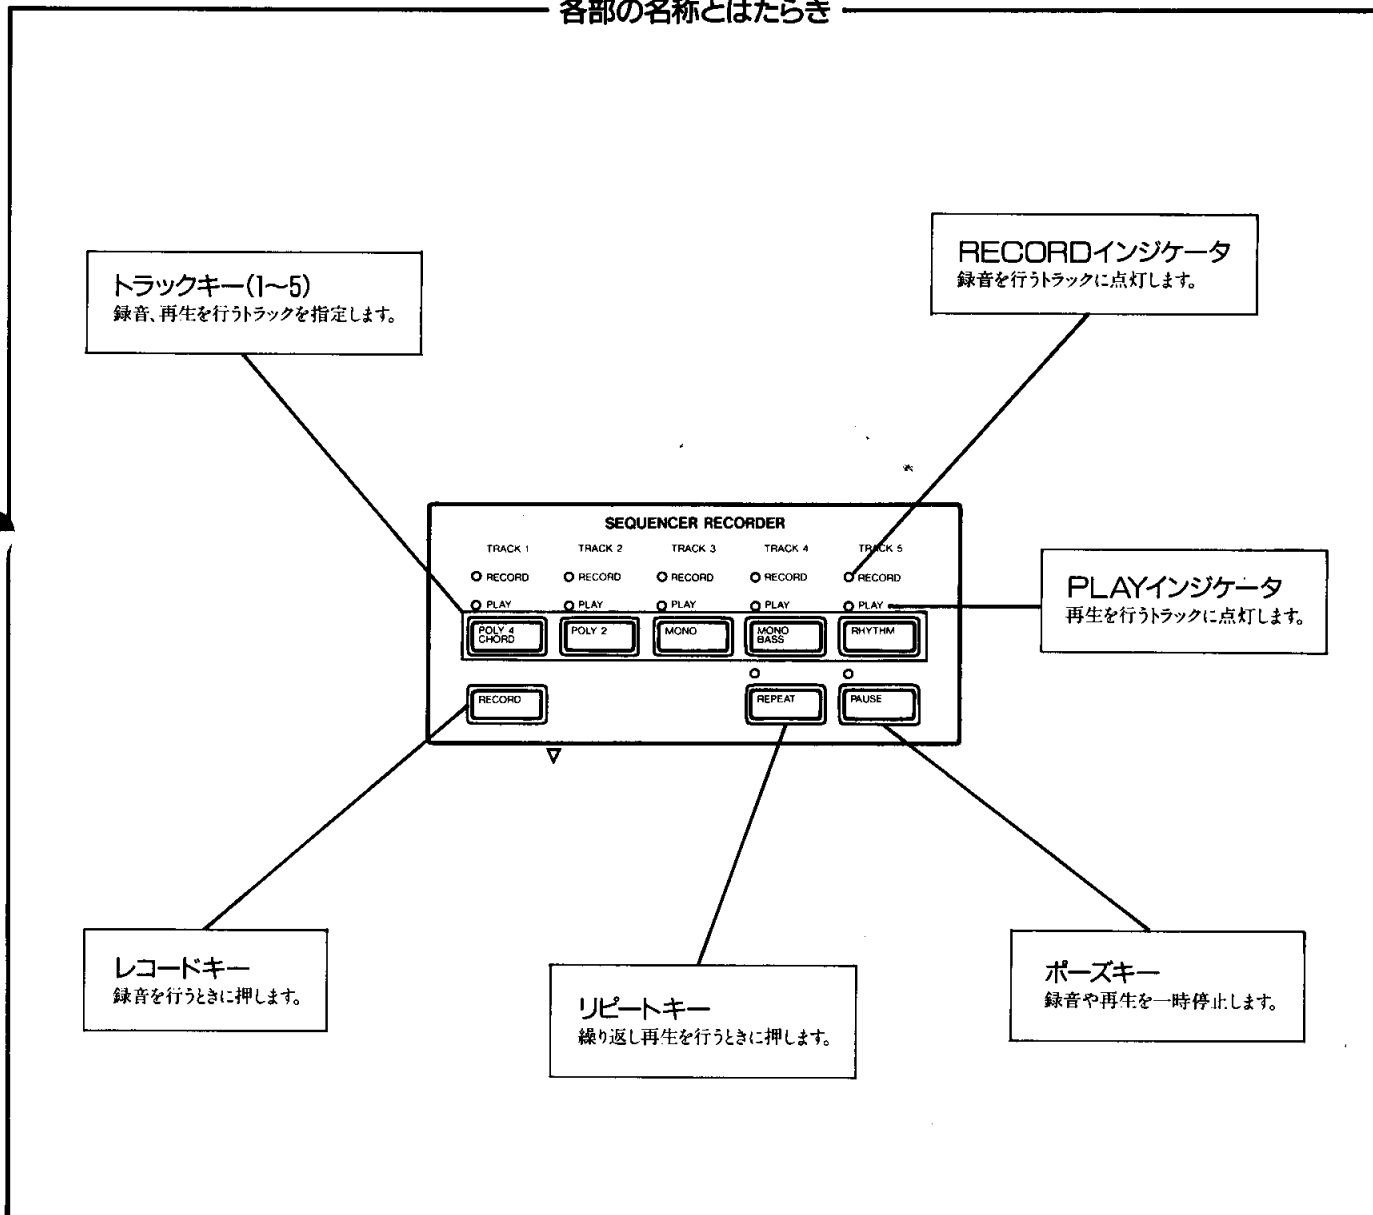 各部の名称とはたらき
RECORDインジケータ
録音を行うトラックに点灯します。
トラックキー(1〜5)
録音、再生を行うトラックを指定します。
SEQUENCER RECORDER
TRACK 1 TRACK 2 TRACK 3 TRACK 4 TRACK 5
RECORD RECORD RECORD RECORD RECORD
PLAY PLAY PLAY PLAY PLAY
POLY 4 CHORD
POLY 2
MONO
MONO BASS
RHYTHM
RECORD
REPEAT
PAUSE
PLAYインジケータ
再生を行うトラックに点灯します。
レコードキー
録音を行うときに押します。
リピートキー
繰り返し再生を行うときに押します。
ポーズキー
録音や再生を一時停止します。